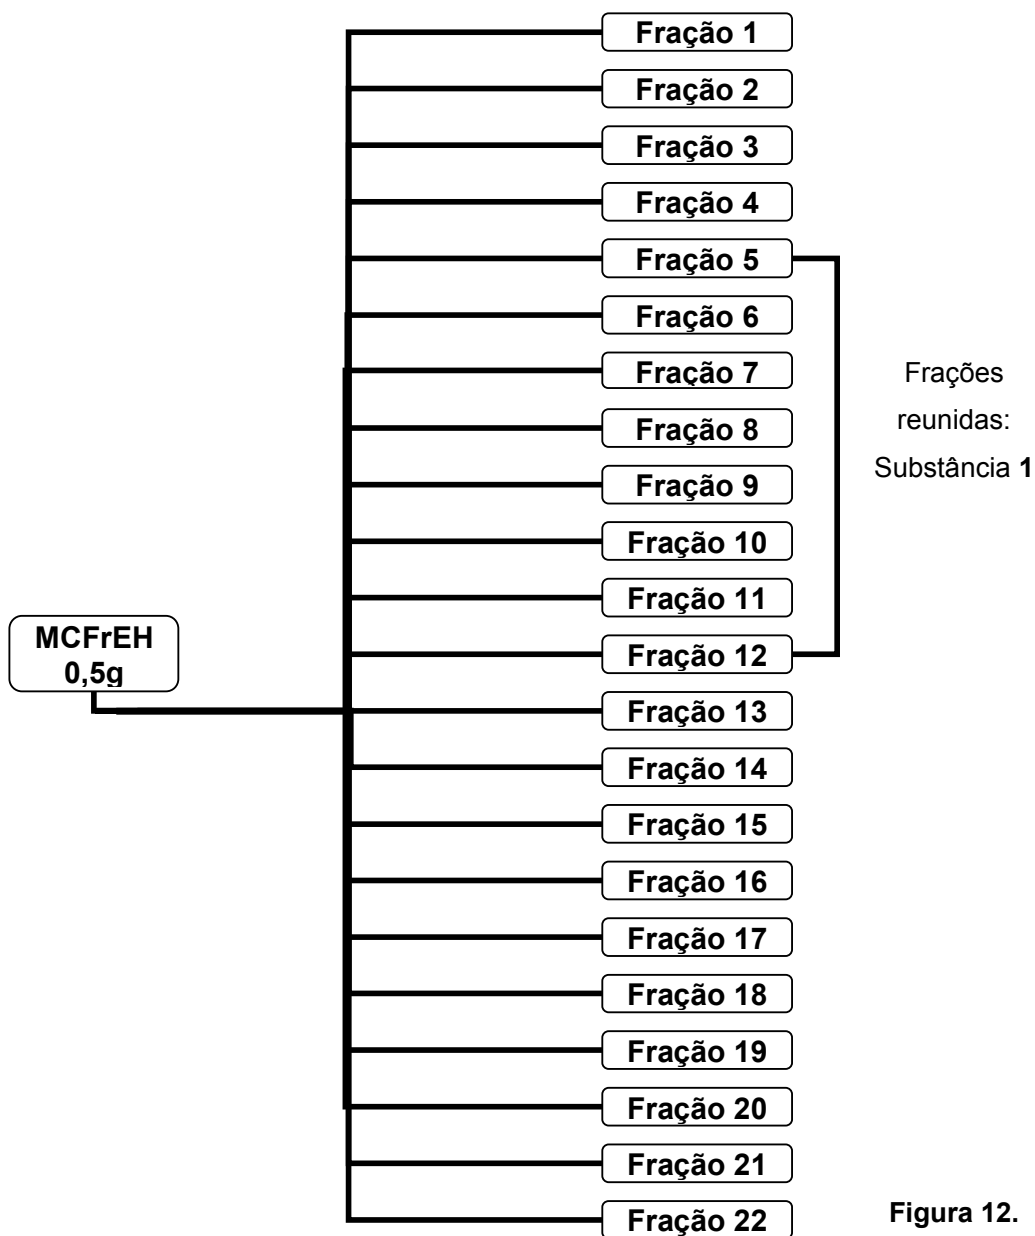 Fração 1
Fração 2
Fração 3
Fração 4
Fração 5
Fração 6
Fração 7
Fração 8
Fração 9
Fração 10
Fração 11
Fração 12
Fração 13
Fração 14
Fração 15
Fração 16
Fração 17
Fração 18
Fração 19
Fração 20
Fração 21
Fração 22
MCFrEH
0,5g
Frações
reunidas:
Substância 1
Figura 12.